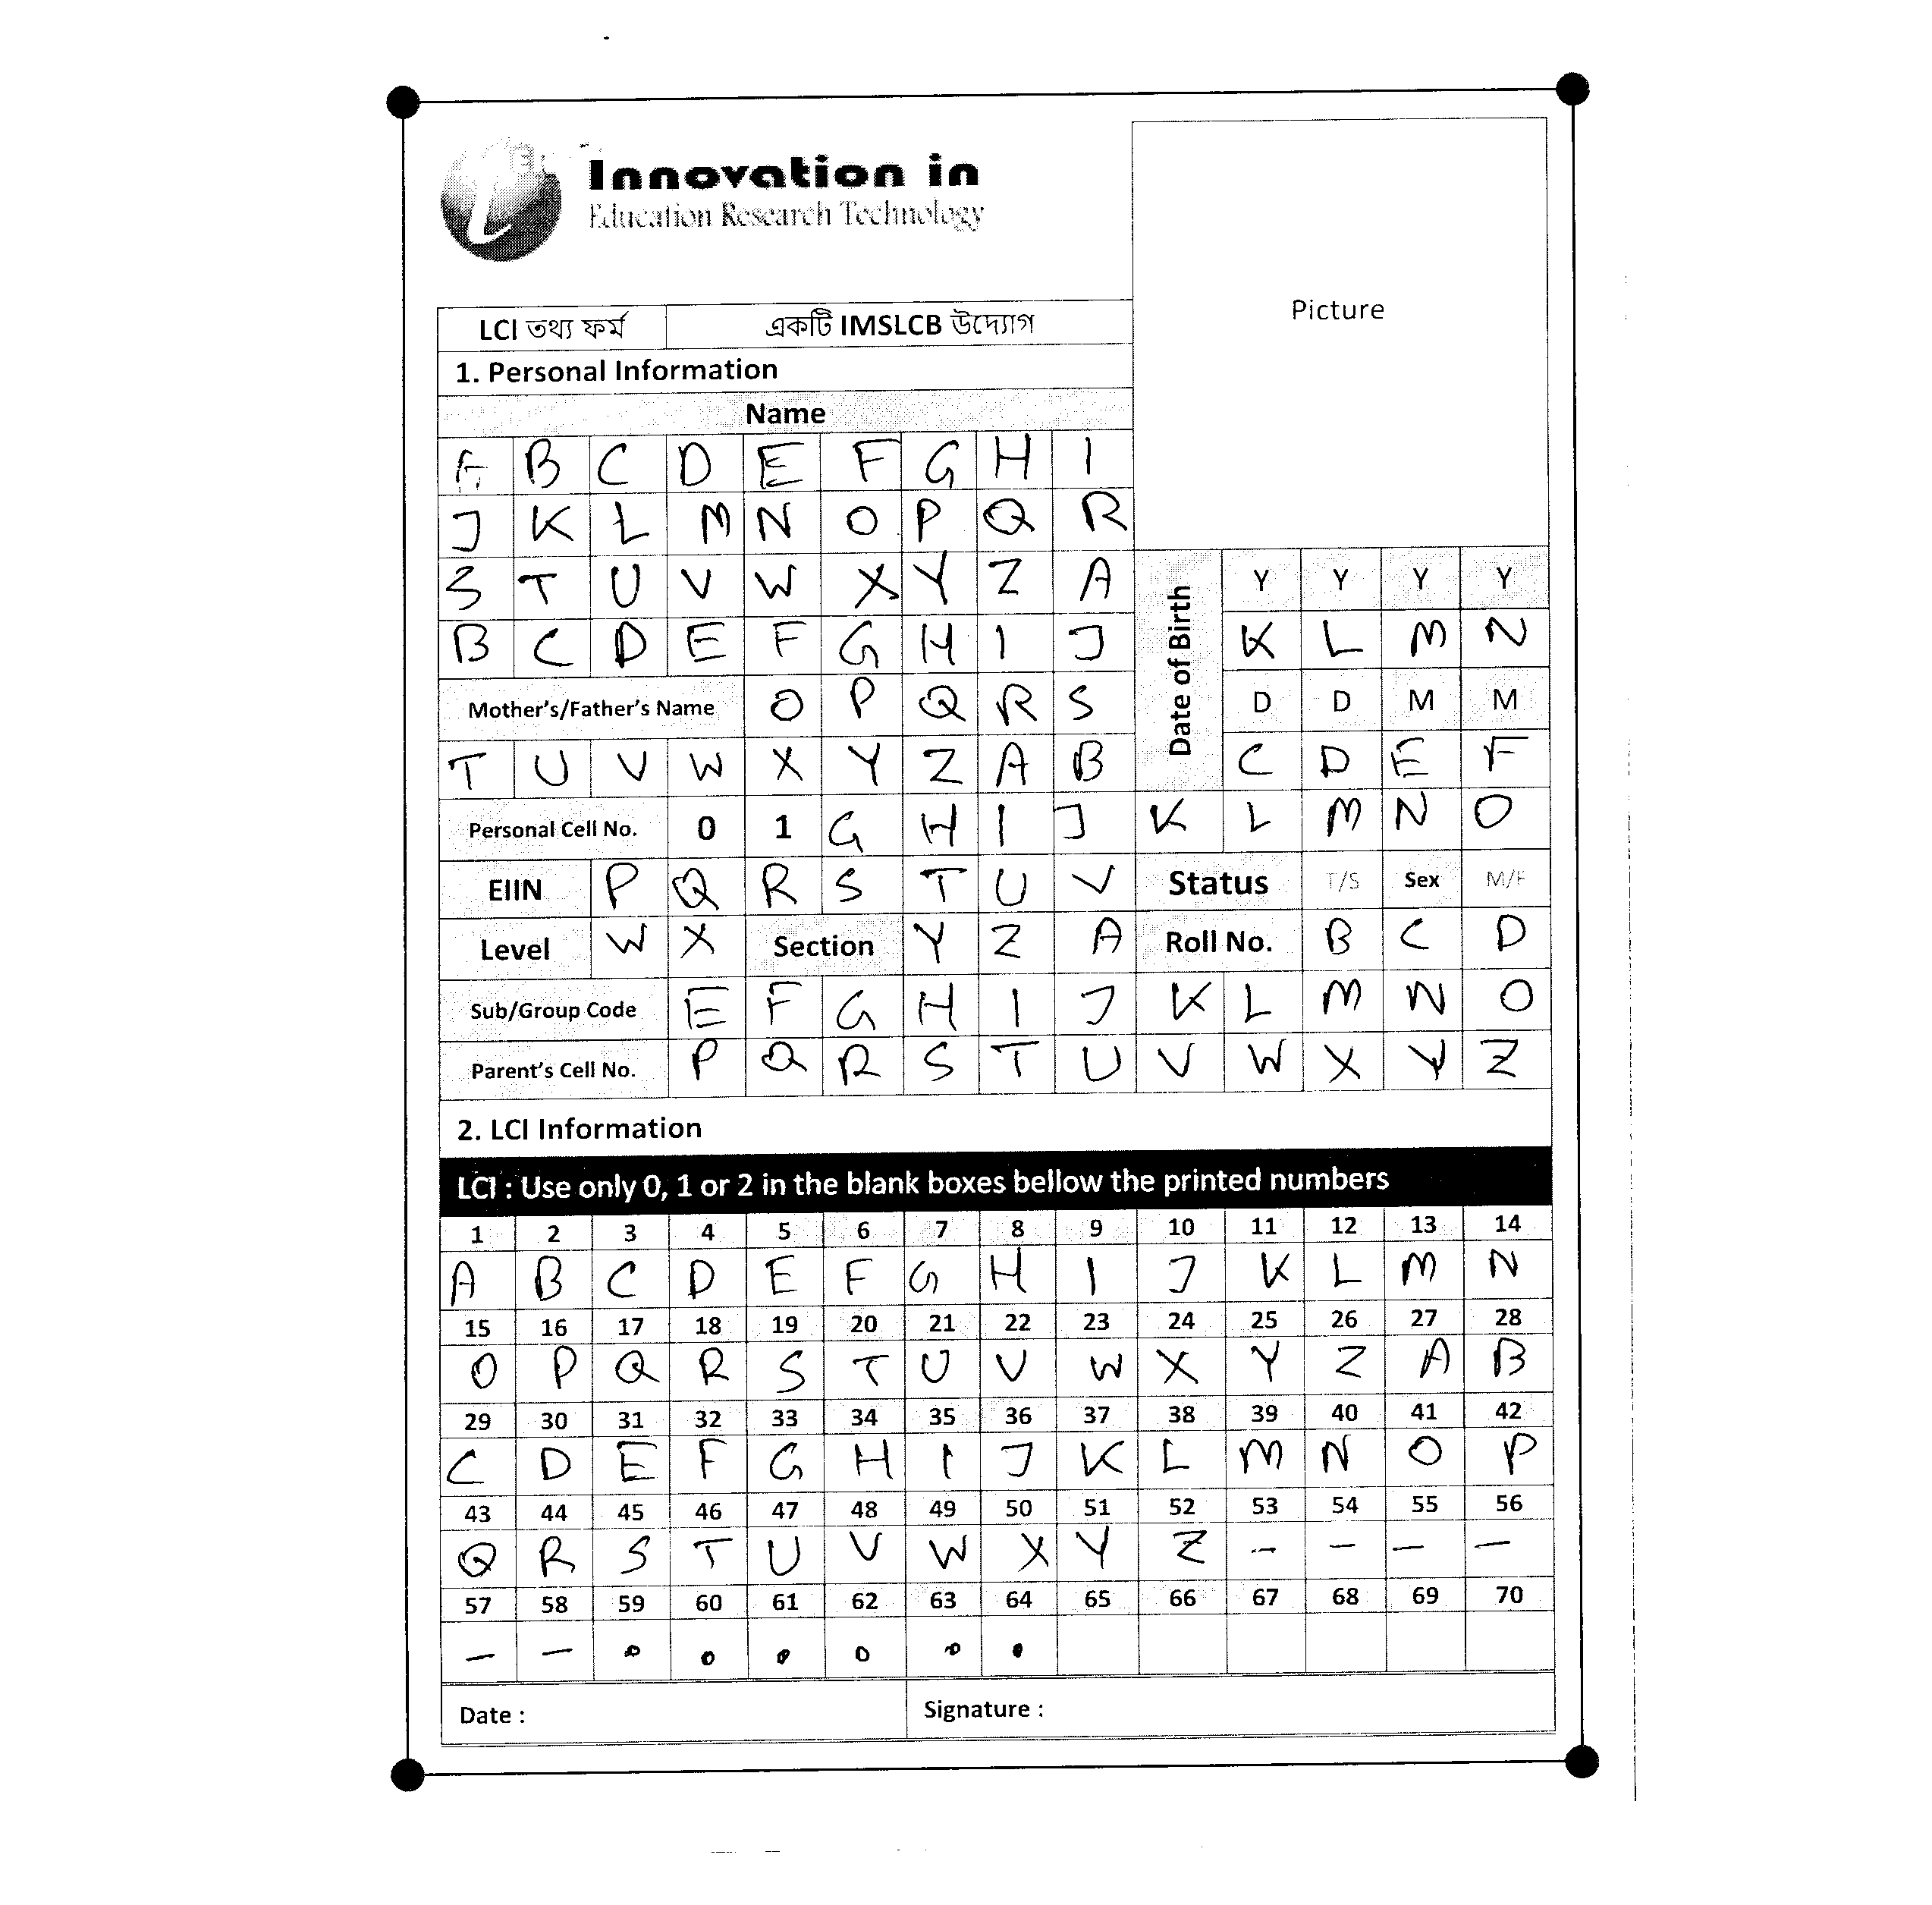 Innovation in
Education Research Technology
Picture
LCI তথ্য ফর্ম একটি IMSLCB উদ্যোগ
1. Personal Information
Name
A B C D E F G H I
J K L M N O P Q R
S T U V W X Y Z A
Date of Birth Y Y Y Y
B C D E F G H I J K L M N
Mother's/Father's Name O P Q R S D D M M
T U V W X Y Z A B C D E F
Personal Cell No. 0 1 G H I J K L M N O
EIIN P Q R S T U V Status T/S Sex M/F
Level W X Section Y Z A Roll No. B C D
Sub/Group Code E F G H I J K L M N O
Parent's Cell No. P Q R S T U V W X Y Z
2. LCI Information
LCI : Use only 0, 1 or 2 in the blank boxes bellow the printed numbers
1 2 3 4 5 6 7 8 9 10 11 12 13 14
A B C D E F G H I J K L M N
15 16 17 18 19 20 21 22 23 24 25 26 27 28
O P Q R S T U V W X Y Z A B
29 30 31 32 33 34 35 36 37 38 39 40 41 42
C D E F G H I J K L M N O P
43 44 45 46 47 48 49 50 51 52 53 54 55 56
Q R S T U V W X Y Z - - - -
57 58 59 60 61 62 63 64 65 66 67 68 69 70
- -
Date : Signature :